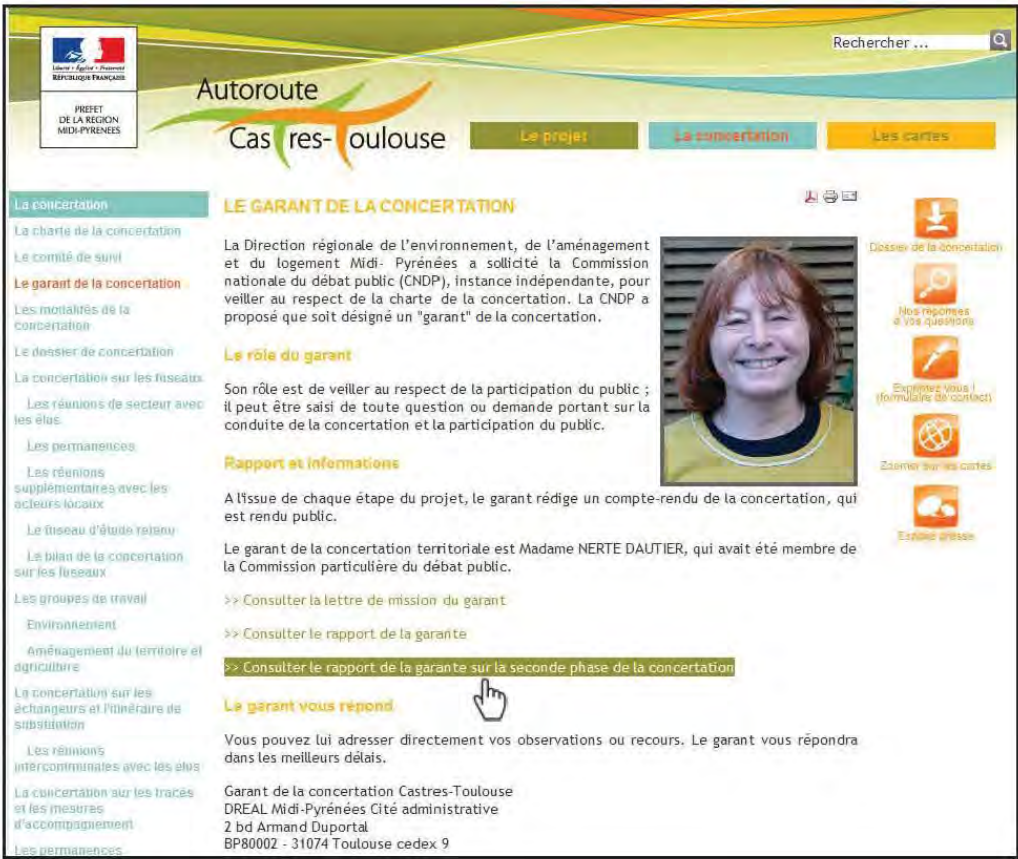 Liberté • Égalité • Fraternité
RÉPUBLIQUE FRANÇAISE
PREFET
DE LA REGION
MIDI-PYRENEES
Autoroute
Castres-Toulouse
Rechercher ...
Le projet
La concertation
Les cartes
La concertation
La charte de la concertation
Le comité de suivi
Le garant de la concertation
Les modalités de la
concertation
Le dossier de concertation
La concertation sur les fuseaux
Les réunions de secteur avec
les élus
Les permanences
Les réunions
supplémentaires avec les
acteurs locaux
Le fuseau d'étude retenu
Le bilan de la concertation
sur les fuseaux
Les groupes de travail
Environnement
Aménagement du territoire et
agriculture
La concertation sur les
échangeurs et l'itinéraire de
substitution
Les réunions
intercommunales avec les élus
La concertation sur les tracés
et les mesures
d'accompagnement
Les permanences
LE GARANT DE LA CONCERTATION
La Direction régionale de l'environnement, de l'aménagement
et du logement Midi- Pyrénées a sollicité la Commission
nationale du débat public (CNDP), instance indépendante, pour
veiller au respect de la charte de la concertation. La CNDP a
proposé que soit désigné un "garant" de la concertation.
Le rôle du garant
Son rôle est de veiller au respect de la participation du public ;
il peut être saisi de toute question ou demande portant sur la
conduite de la concertation et la participation du public.
Rapport et informations
A l'issue de chaque étape du projet, le garant rédige un compte-rendu de la concertation, qui
est rendu public.
Le garant de la concertation territoriale est Madame NERTE DAUTIER, qui avait été membre de
la Commission particulière du débat public.
>> Consulter la lettre de mission du garant
>> Consulter le rapport de la garante
>> Consulter le rapport de la garante sur la seconde phase de la concertation
Le garant vous répond
Vous pouvez lui adresser directement vos observations ou recours. Le garant vous répondra
dans les meilleurs délais.
Garant de la concertation Castres-Toulouse
DREAL Midi-Pyrénées Cité administrative
2 bd Armand Duportal
BP80002 - 31074 Toulouse cedex 9
Dossier de la concertation
Nos réponses
à vos questions
Exprimez vous !
(formulaire de contact)
Zoomer sur les cartes
Espace presse